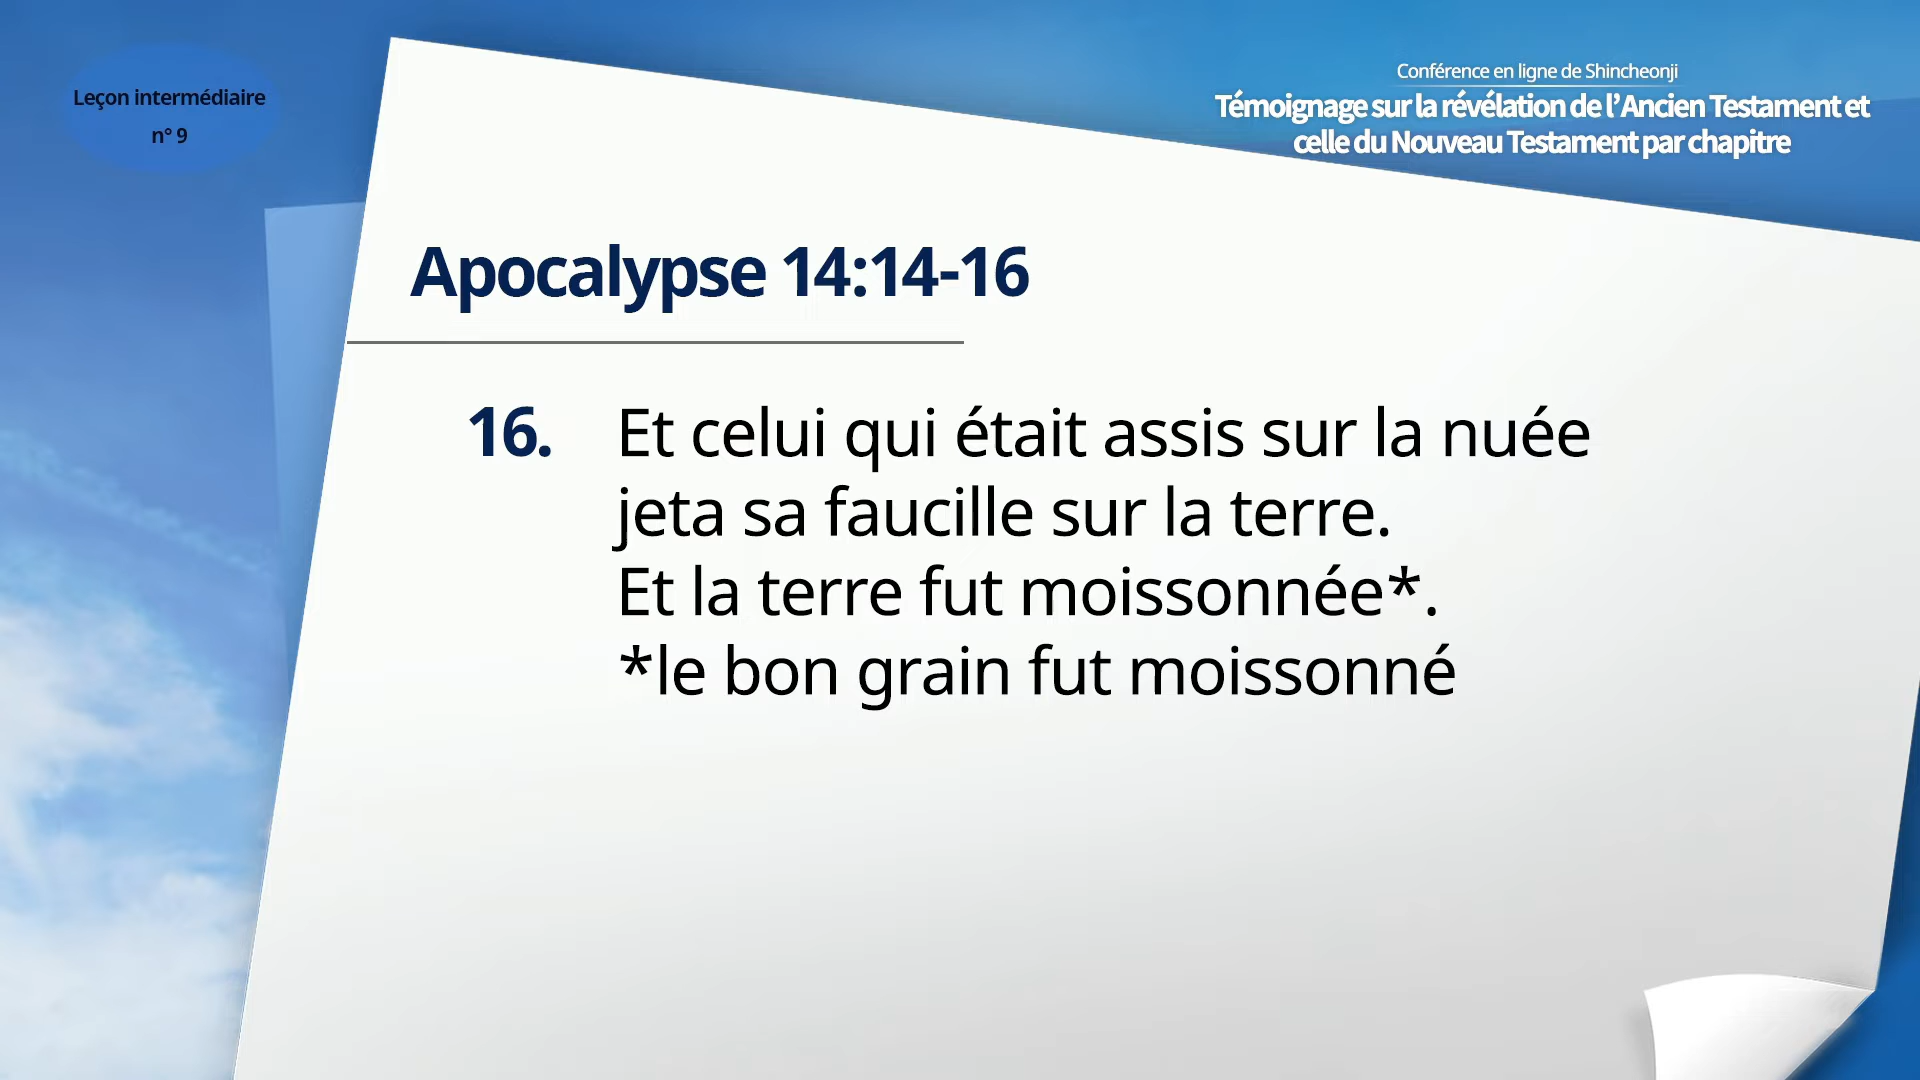 Leçon intermédiaire
n° 9
Conférence en ligne de Shincheonji
Témoignage sur la révélation de l’Ancien Testament et
celle du Nouveau Testament par chapitre
Apocalypse 14:14-16
16. Et celui qui était assis sur la nuée
jeta sa faucille sur la terre.
Et la terre fut moissonnée*.
*le bon grain fut moissonné